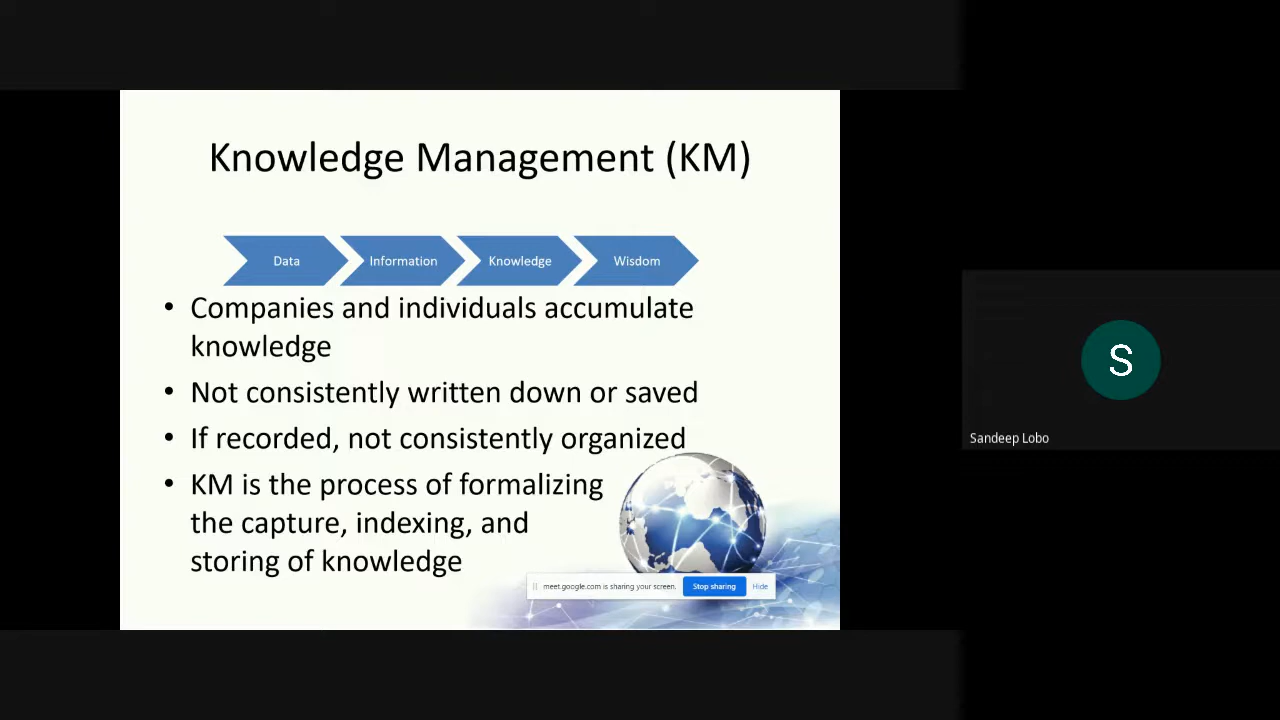 Knowledge Management (KM)
Data Information Knowledge Wisdom
• Companies and individuals accumulate
knowledge
• Not consistently written down or saved
• If recorded, not consistently organized
• KM is the process of formalizing
the capture, indexing, and
storing of knowledge
meet.google.com is sharing your screen. Stop sharing Hide
S
Sandeep Lobo